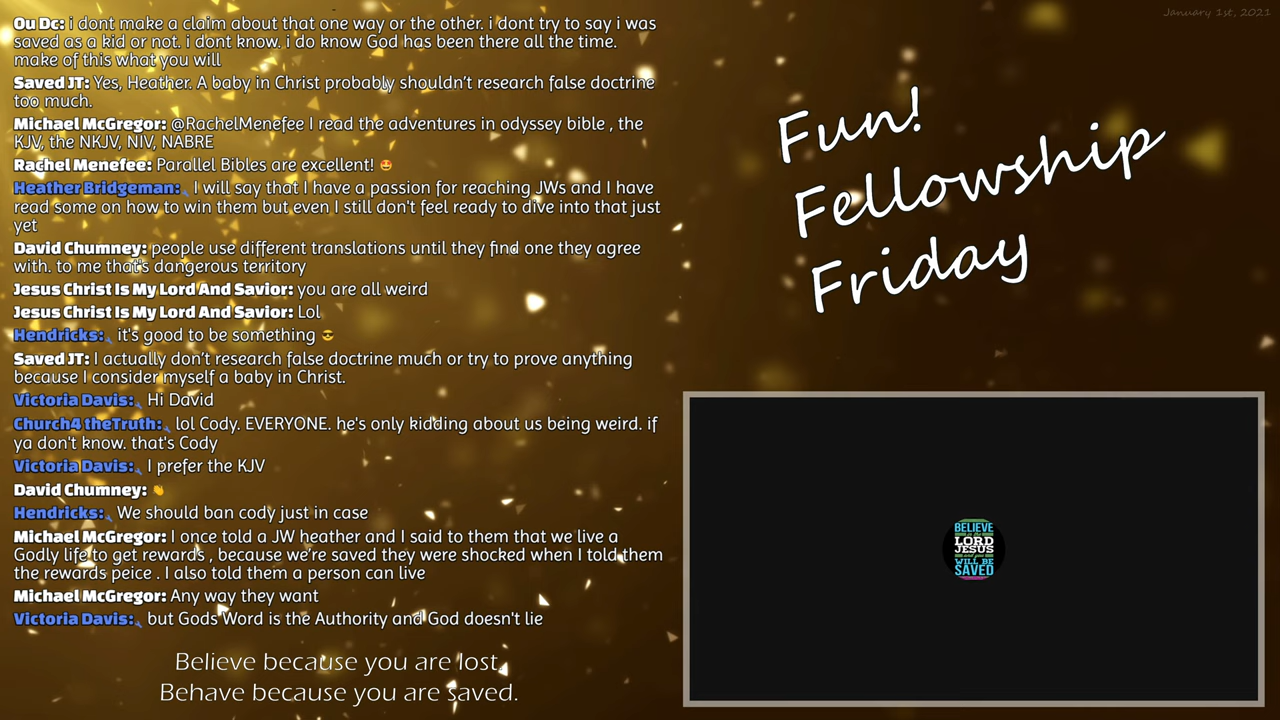 Ou Dc: i dont make a claim about that one way or the other. i dont try to say i was
saved as a kid or not. i dont know. i do know God has been there all the time.
make of this what you will
Saved JT: Yes, Heather. A baby in Christ probably shouldn't research false doctrine
too much.
Michael McGregor: @RachelMenefee I read the adventures in odyssey bible , the
KJV, the NKJV, NIV, NABRE
Rachel Menefee: Parallel Bibles are excellent! 🤩
Heather Bridgeman: I will say that I have a passion for reaching JWs and I have
read some on how to win them but even I still don't feel ready to dive into that just
yet
David Chumney: people use different translations until they find one they agree
with. to me that's dangerous territory
Jesus Christ Is My Lord And Savior: you are all weird
Jesus Christ Is My Lord And Savior: Lol
Hendricks: it's good to be something 😎
Saved JT: I actually don't research false doctrine much or try to prove anything
because I consider myself a baby in Christ.
Victoria Davis: Hi David
Church4 theTruth: lol Cody. EVERYONE. he's only kidding about us being weird. if
ya don't know. that's Cody
Victoria Davis: I prefer the KJV
David Chumney: 👏
Hendricks: We should ban cody just in case
Michael McGregor: I once told a JW heather and I said to them that we live a
Godly life to get rewards , because we're saved they were shocked when I told them
the rewards peice . I also told them a person can live
Michael McGregor: Any way they want
Victoria Davis: but Gods Word is the Authority and God doesn't lie
Believe because you are lost.
Behave because you are saved.
January 1st, 2021
Fun!
Fellowship
Friday
BELIEVE
LORD
JESUS
WILL BE
SAVED